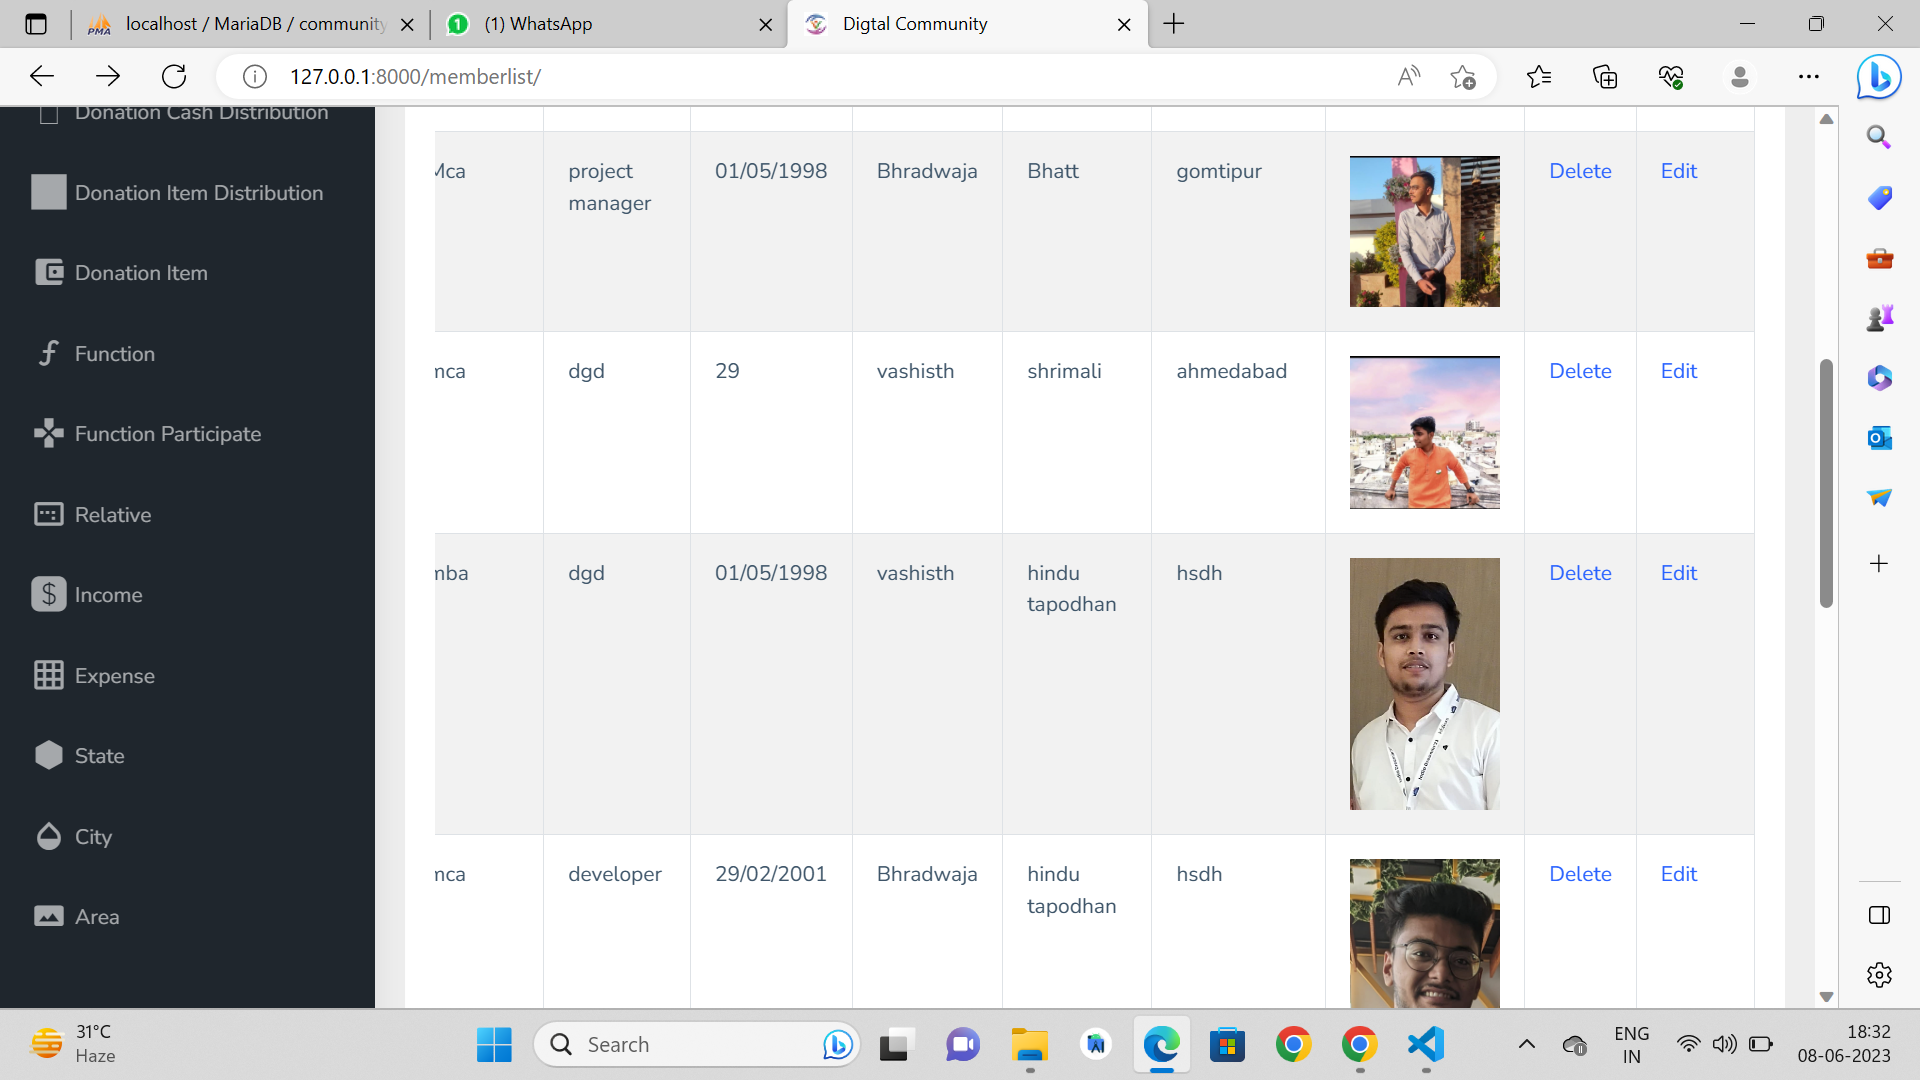 localhost / MariaDB / community
(1) WhatsApp
Digtal Community
127.0.0.1:8000/memberlist/
Donation Cash Distribution
Donation Item Distribution
Donation Item
Function
Function Participate
Relative
Income
Expense
State
City
Area
Mca
project
manager
01/05/1998
Bhradwaja
Bhatt
gomtipur
Delete
Edit
mca
dgd
29
vashisth
shrimali
ahmedabad
Delete
Edit
mba
dgd
01/05/1998
vashisth
hindu
tapodhan
hsdh
Delete
Edit
mca
developer
29/02/2001
Bhradwaja
hindu
tapodhan
hsdh
Delete
Edit
31°C
Haze
Search
ENG
IN
18:32
08-06-2023